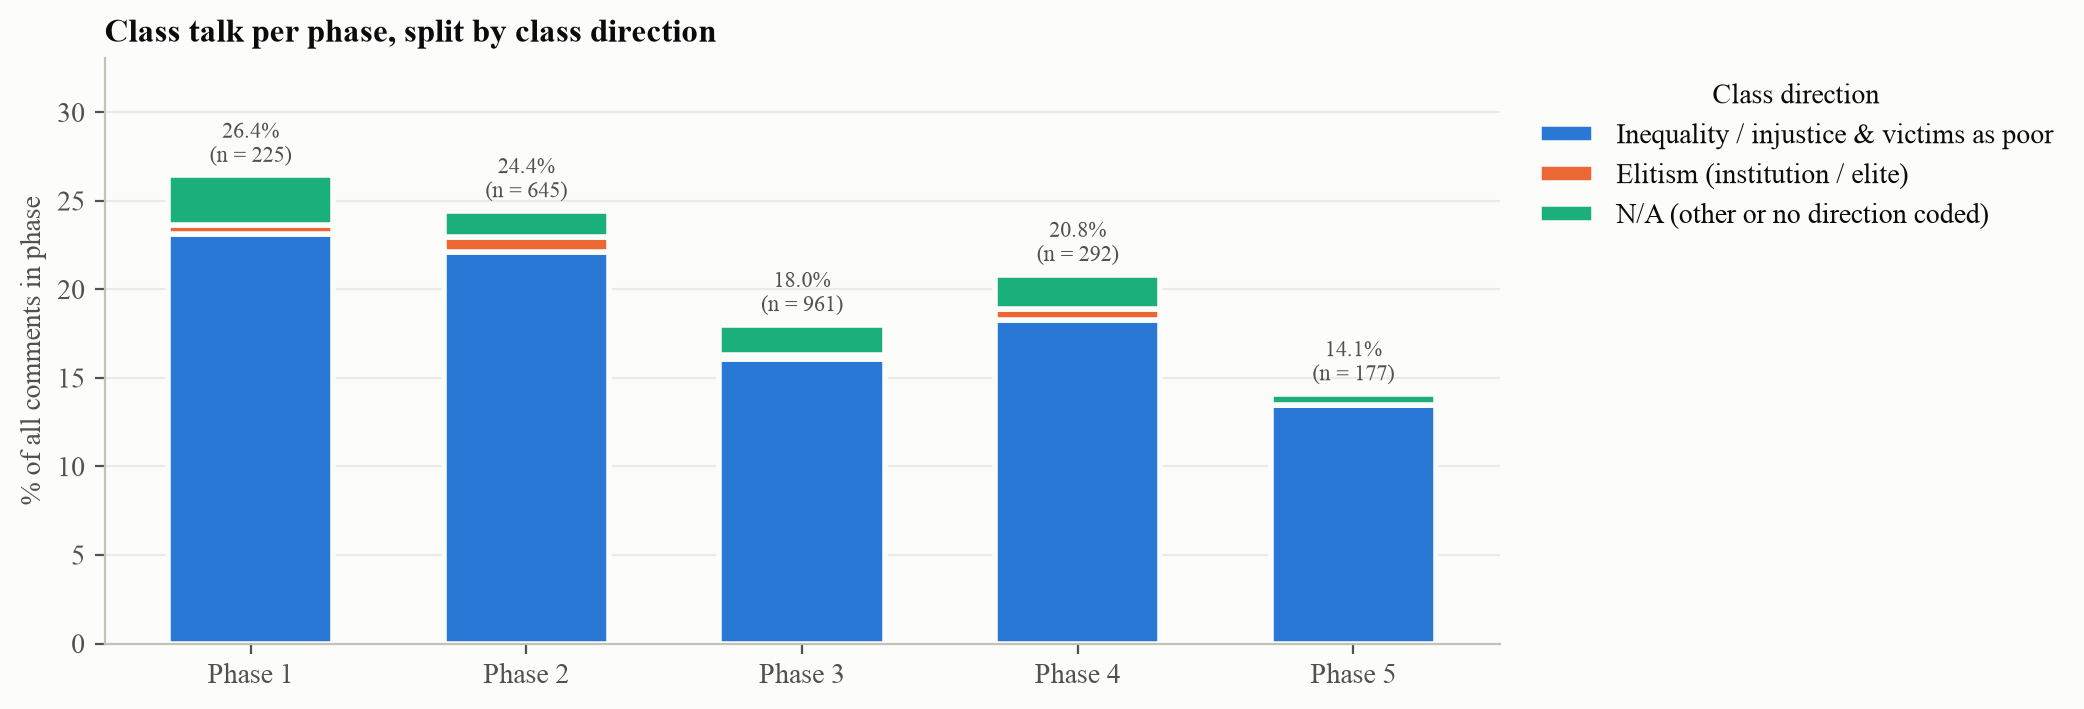 Class talk per phase, split by class direction
% of all comments in phase
30
25
20
15
10
5
0
26.4%
(n = 225)
24.4%
(n = 645)
18.0%
(n = 961)
20.8%
(n = 292)
14.1%
(n = 177)
Phase 1
Phase 2
Phase 3
Phase 4
Phase 5
Class direction
Inequality / injustice & victims as poor
Elitism (institution / elite)
N/A (other or no direction coded)